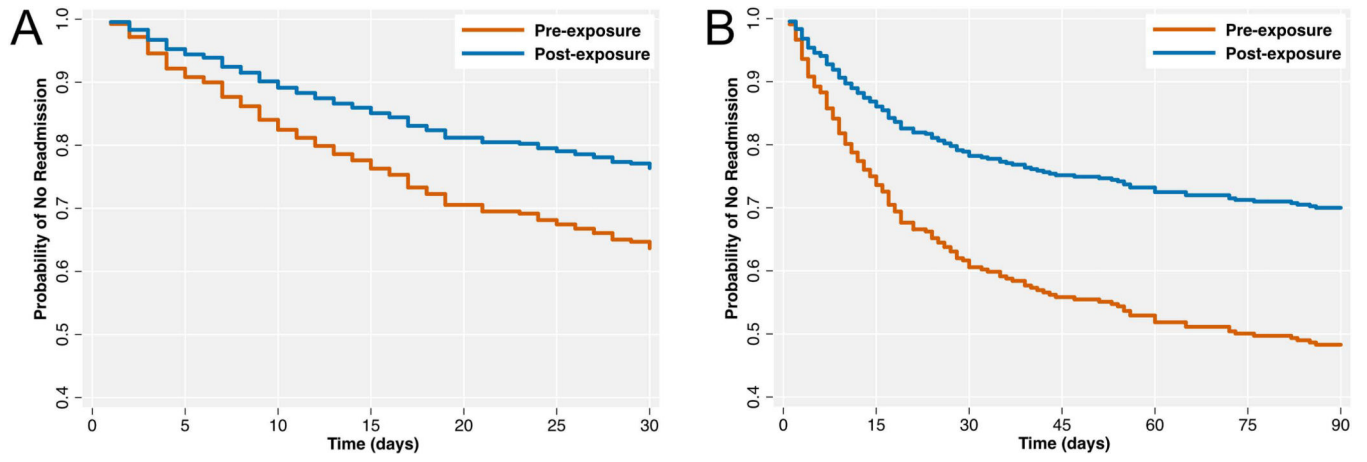 A
Pre-exposure
Post-exposure
Probability of No Readmission
1.0
0.9
0.8
0.7
0.6
0.5
0.4
0 5 10 15 20 25 30
Time (days)
B
Pre-exposure
Post-exposure
Probability of No Readmission
1.0
0.9
0.8
0.7
0.6
0.5
0.4
0 15 30 45 60 75 90
Time (days)